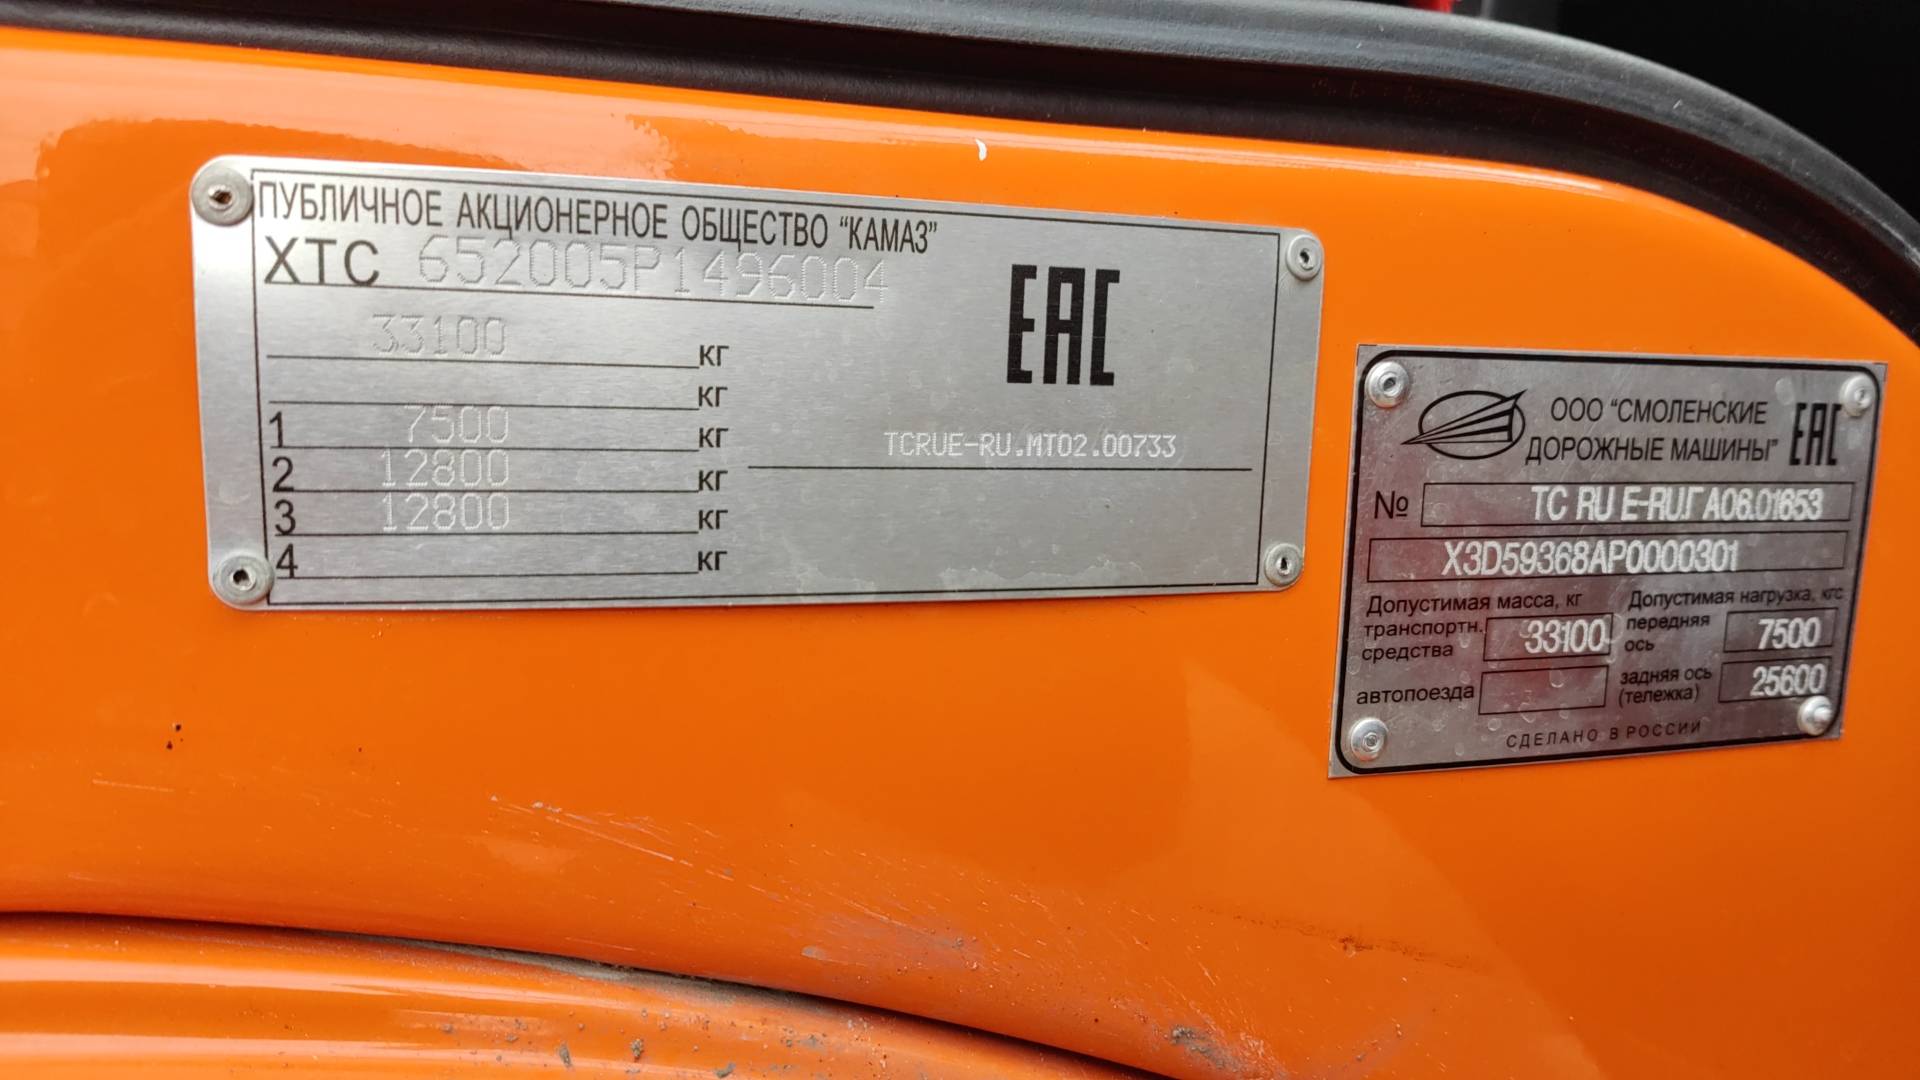 ПУБЛИЧНОЕ АКЦИОНЕРНОЕ ОБЩЕСТВО “КАМАЗ”
XTC 652005P1496004
33100 кг
кг
1 7500 кг
2 12800 кг
3 12800 кг
4 кг
EAC
TCRUE-RU.MT02.00733
ООО “СМОЛЕНСКИЕ
ДОРОЖНЫЕ МАШИНЫ”
EAC
№ ТС RU E-RU.ГА06.01653
X3D59368AP0000301
Допустимая масса, кг
транспортн. средства 33100
автопоезда
Допустимая нагрузка, кгс
передняя ось 7500
задняя ось (тележка) 25600
СДЕЛАНО В РОССИИ